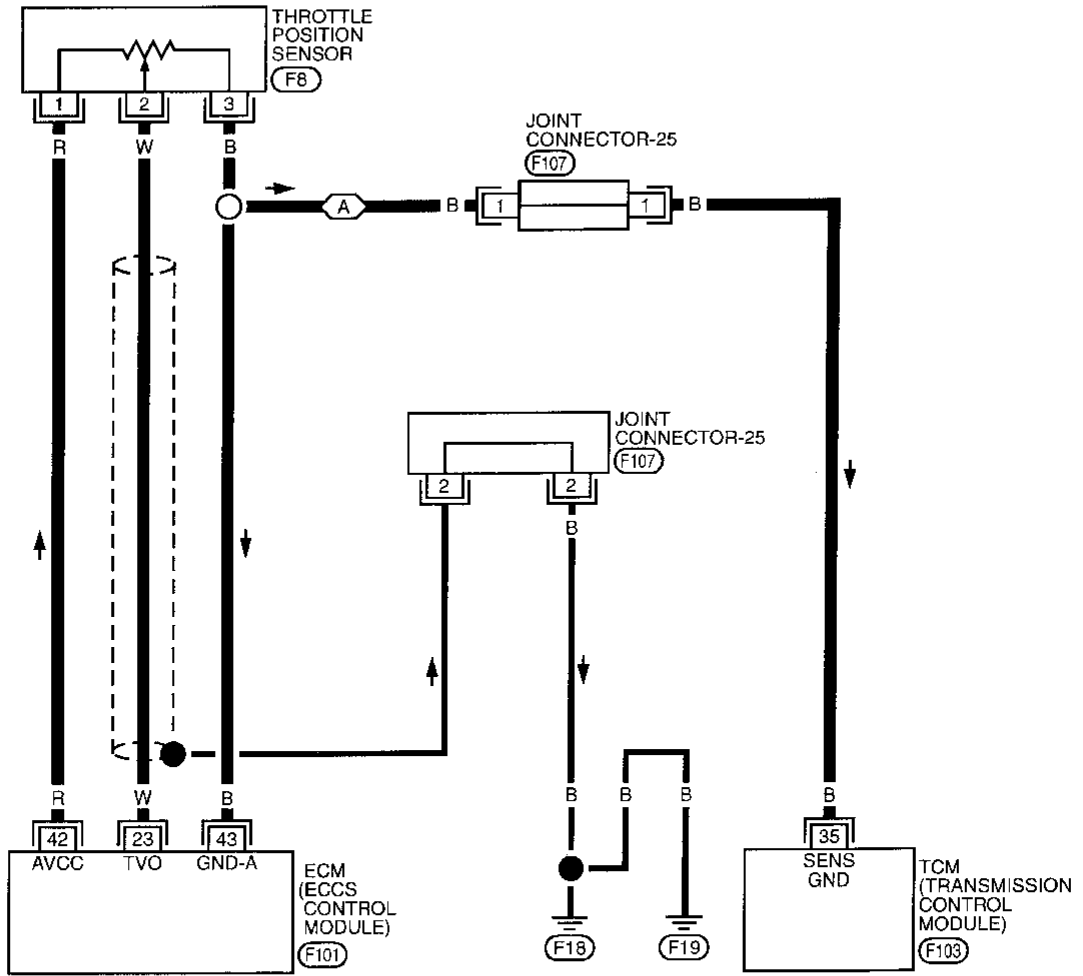 THROTTLE
POSITION
SENSOR
F8
1
2
3
R
W
B
JOINT
CONNECTOR-25
F107
A
B
1
1
B
JOINT
CONNECTOR-25
F107
2
2
B
R
W
B
B
B
B
B
42
23
43
35
AVCC
TVO
GND-A
ECM
(ECCS
CONTROL
MODULE)
F101
F18
F19
SENS
GND
TCM
(TRANSMISSION
CONTROL
MODULE)
F103